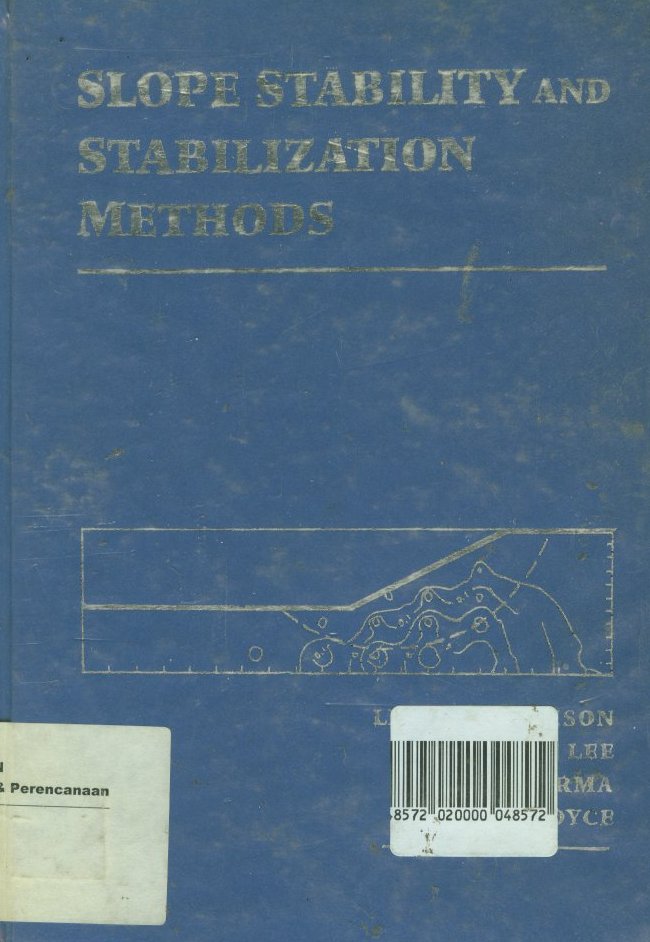 SLOPE STABILITY AND
STABILIZATION
METHODS
SON
LEE
RMA
OYCE
& Perencanaan
8572 020000 048572